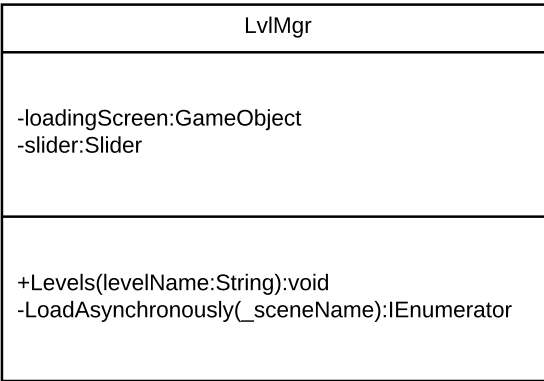 LvlMgr
-loadingScreen:GameObject
-slider:Slider
+Levels(levelName:String):void
-LoadAsynchronously(_sceneName):IEnumerator